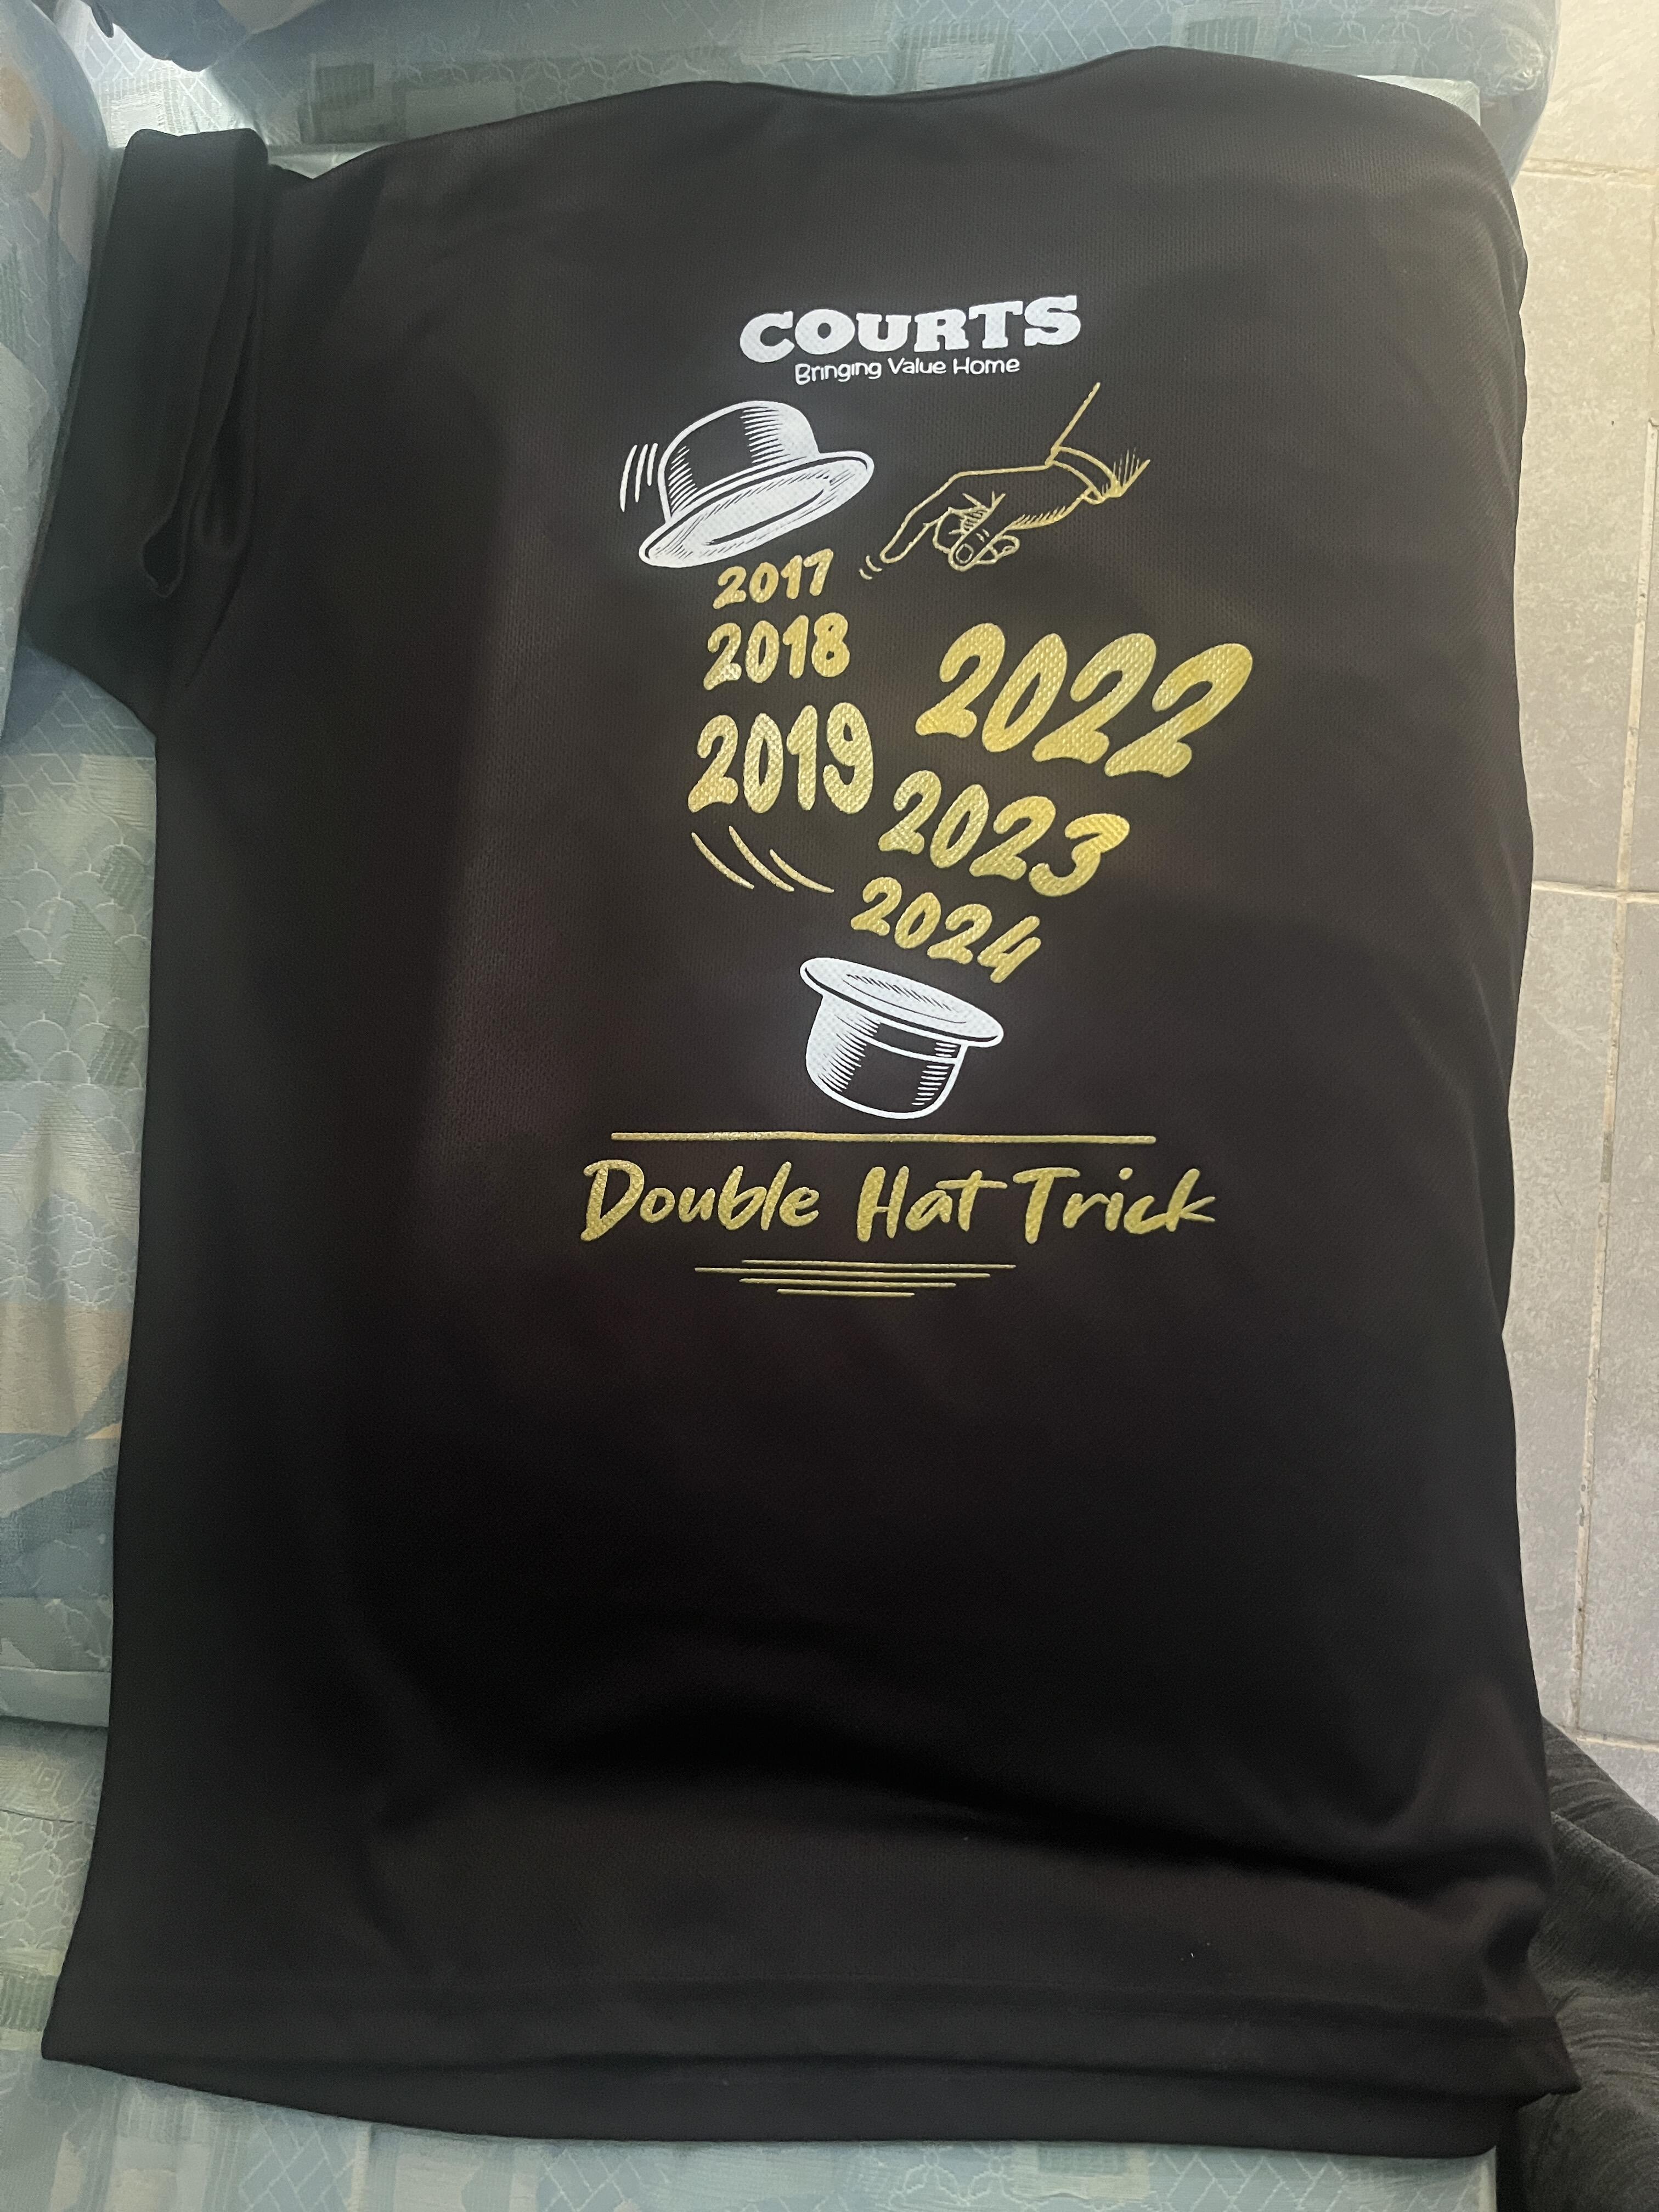 COURTS
Bringing Value Home
2017
2018
2019
2022
2023
2024
Double Hat Trick